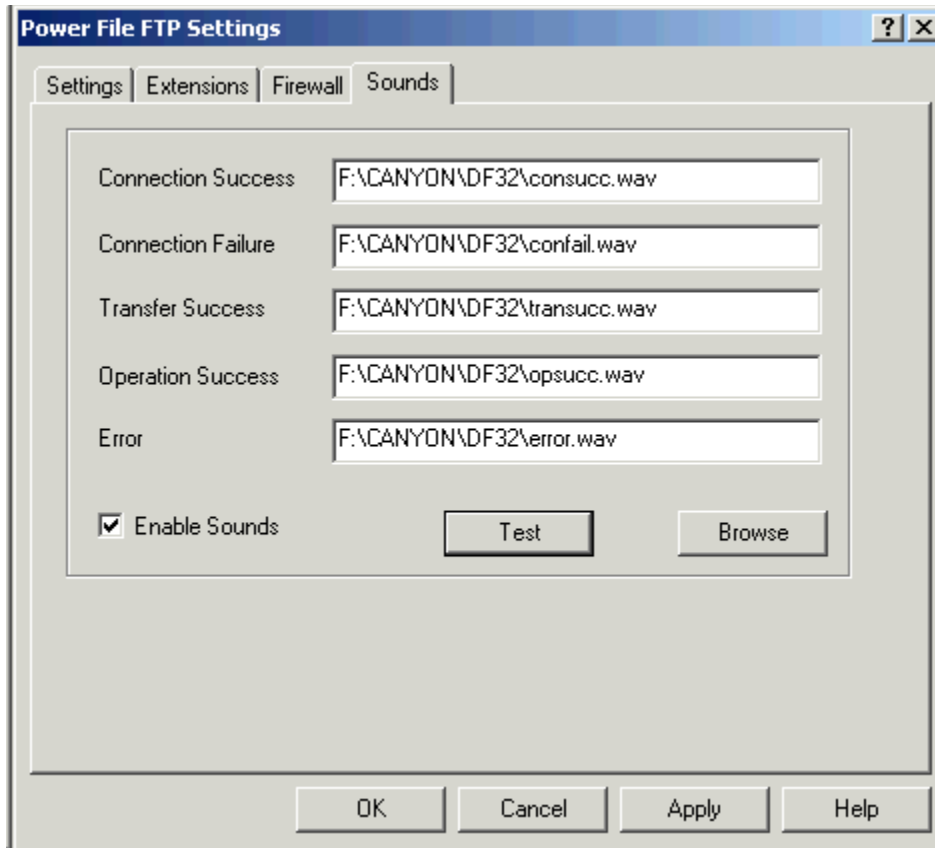 Power File FTP Settings
Settings Extensions Firewall Sounds
Connection Success F:\CANYON\DF32\consucc.wav
Connection Failure F:\CANYON\DF32\confail.wav
Transfer Success F:\CANYON\DF32\transucc.wav
Operation Success F:\CANYON\DF32\opsucc.wav
Error F:\CANYON\DF32\error.wav
Enable Sounds Test Browse
OK Cancel Apply Help